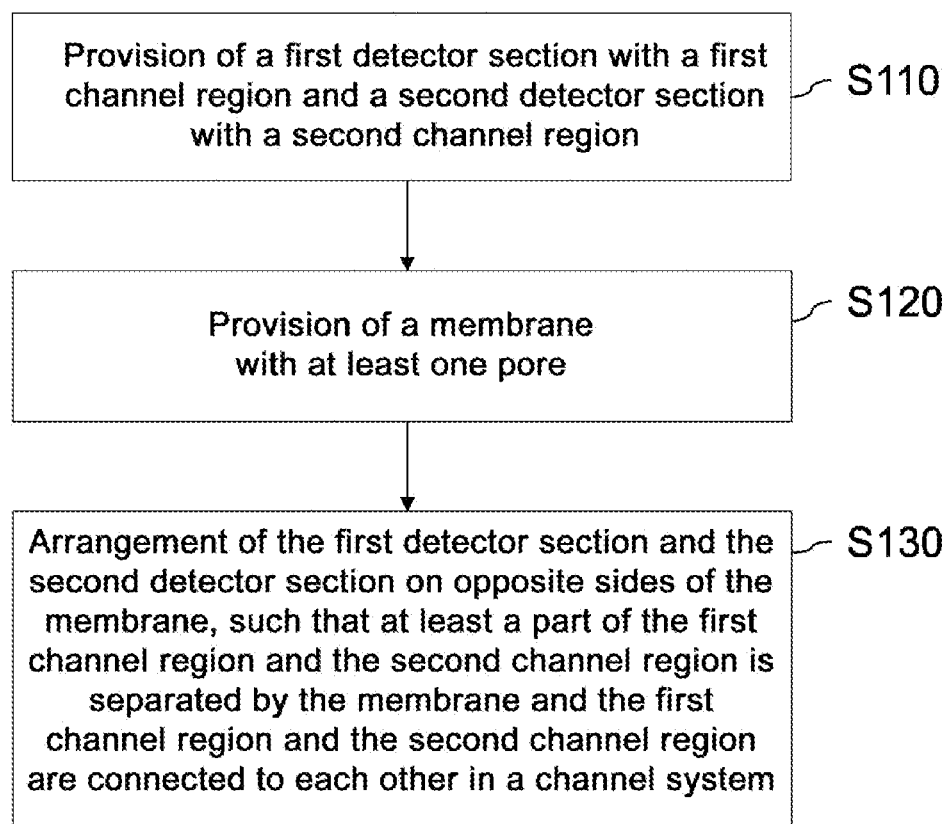 Provision of a first detector section with a first
channel region and a second detector section
with a second channel region
S110
Provision of a membrane
with at least one pore
S120
Arrangement of the first detector section and the
second detector section on opposite sides of the
membrane, such that at least a part of the first
channel region and the second channel region is
separated by the membrane and the first
channel region and the second channel region
are connected to each other in a channel system
S130